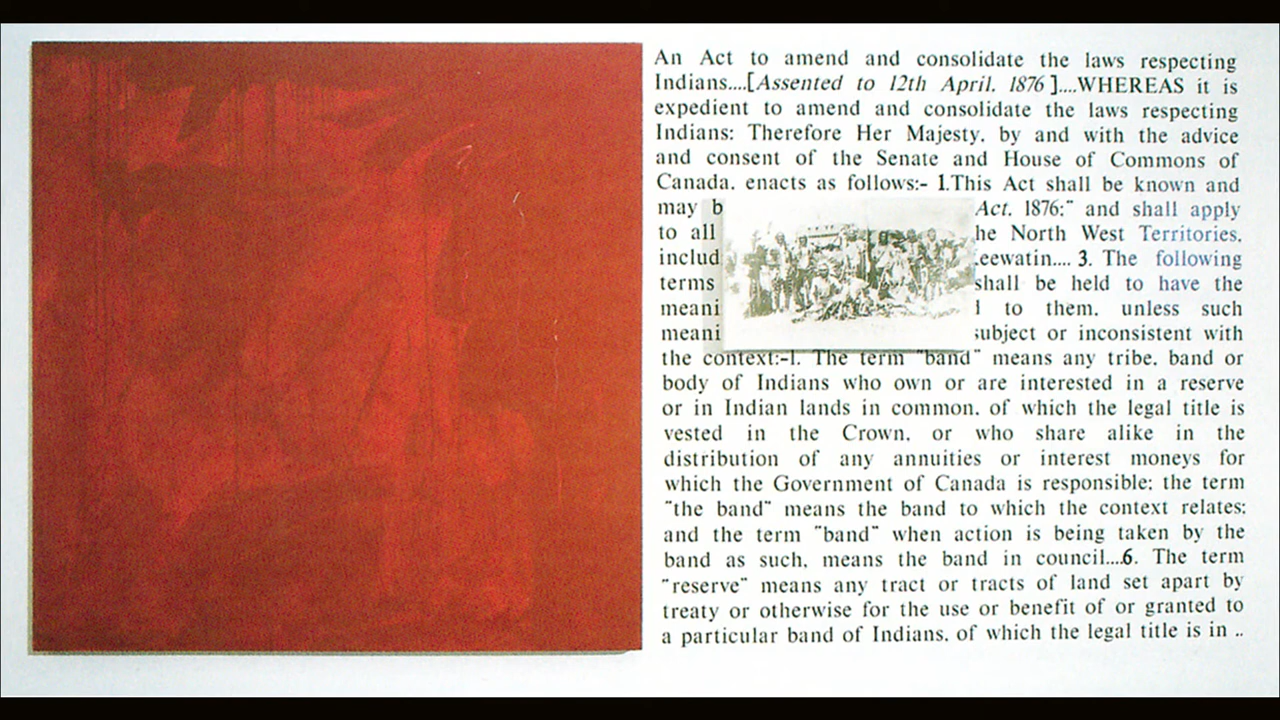 An Act to amend and consolidate the laws respecting
Indians....[Assented to 12th April, 1876]....WHEREAS it is
expedient to amend and consolidate the laws respecting
Indians: Therefore Her Majesty, by and with the advice
and consent of the Senate and House of Commons of
Canada, enacts as follows:- 1.This Act shall be known and
may b Act, 1876;" and shall apply
to all he North West Territories,
includ eewatin.... 3. The following
terms shall be held to have the
meani d to them, unless such
meani subject or inconsistent with
the context:-1. The term "band" means any tribe, band or
body of Indians who own or are interested in a reserve
or in Indian lands in common, of which the legal title is
vested in the Crown, or who share alike in the
distribution of any annuities or interest moneys for
which the Government of Canada is responsible; the term
"the band" means the band to which the context relates;
and the term "band" when action is being taken by the
band as such, means the band in council....6. The term
"reserve" means any tract or tracts of land set apart by
treaty or otherwise for the use or benefit of or granted to
a particular band of Indians, of which the legal title is in ..